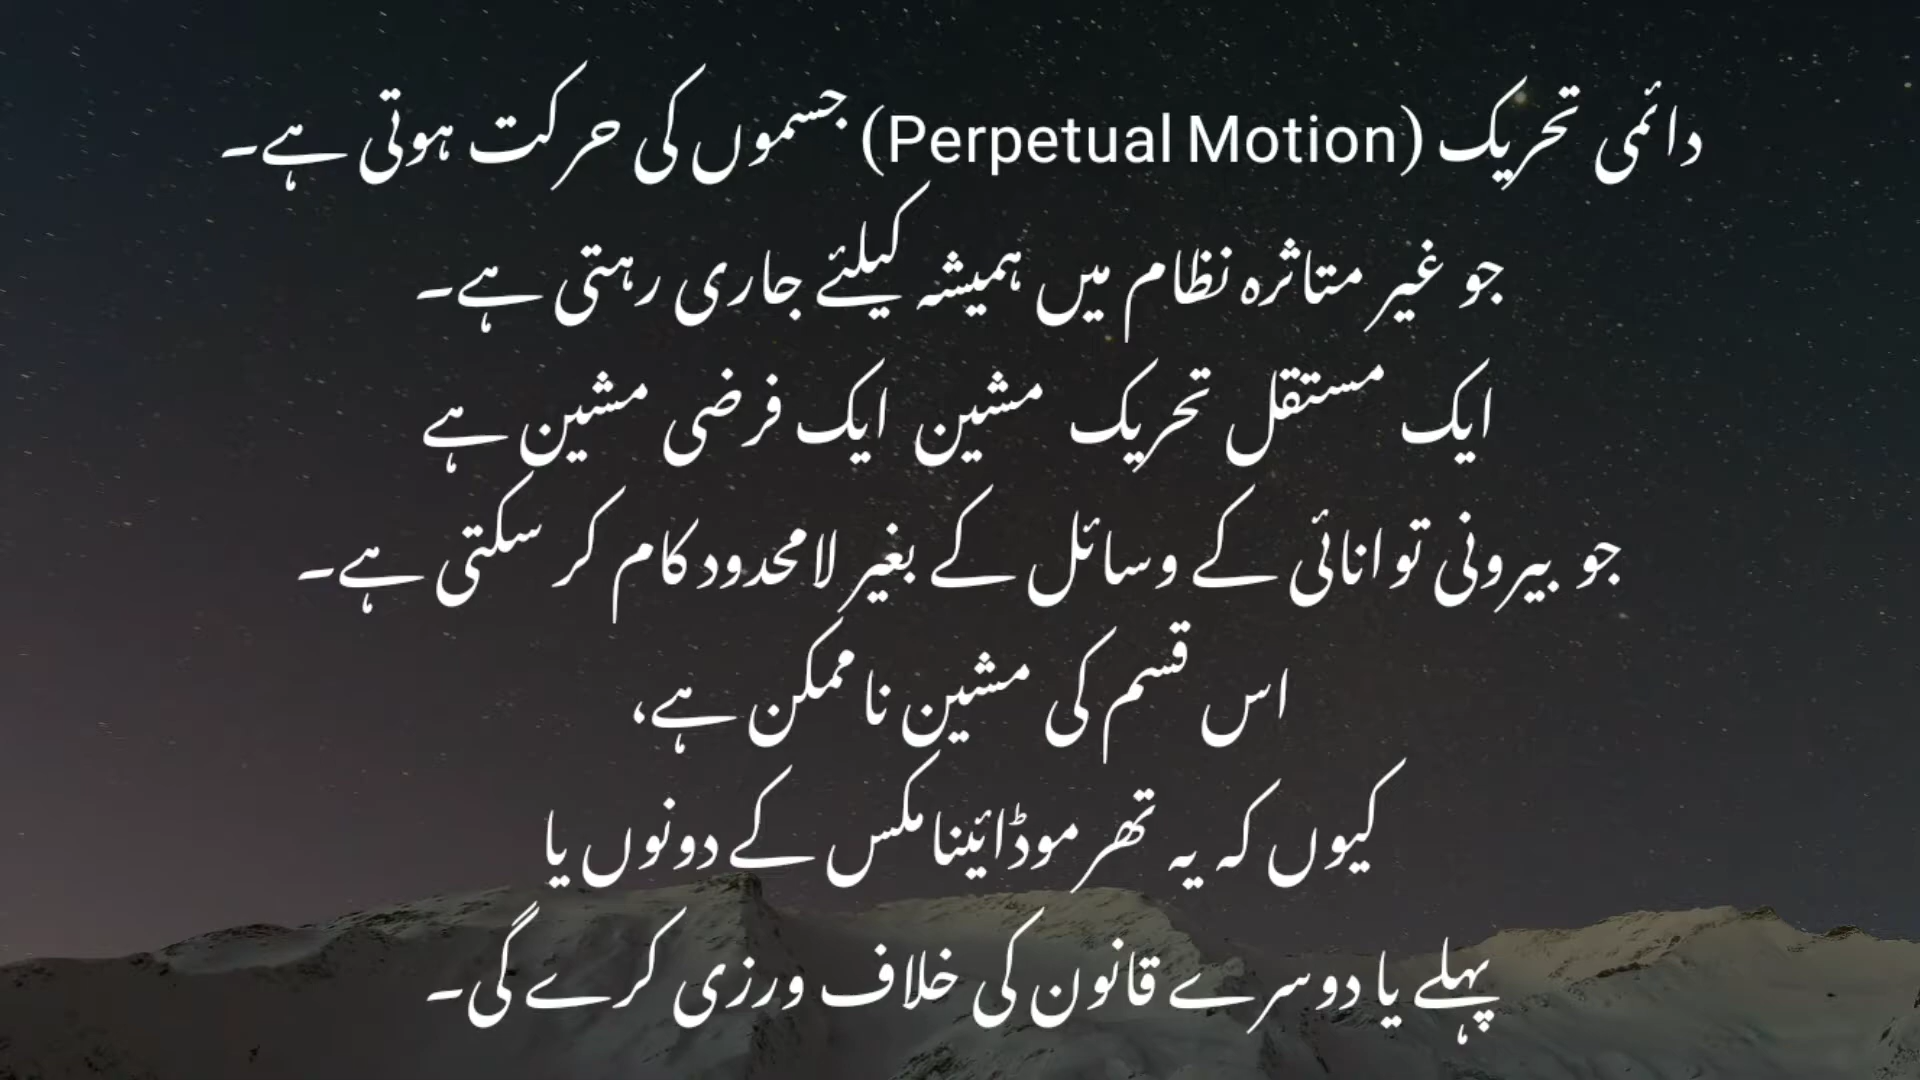 دائمی تحریک (Perpetual Motion) جسموں کی حرکت ہوتی ہے۔
جو غیر متاثرہ نظام میں ہمیشہ کیلئے جاری رہتی ہے۔
ایک مستقل تحریک مشین ایک فرضی مشین ہے
جو بیرونی توانائی کے وسائل کے بغیر لامحدود کام کر سکتی ہے۔
اس قسم کی مشین ناممکن ہے،
کیوں کہ یہ تھرموڈائینامکس کے دونوں یا
پہلے یا دوسرے قانون کی خلاف ورزی کرے گی۔